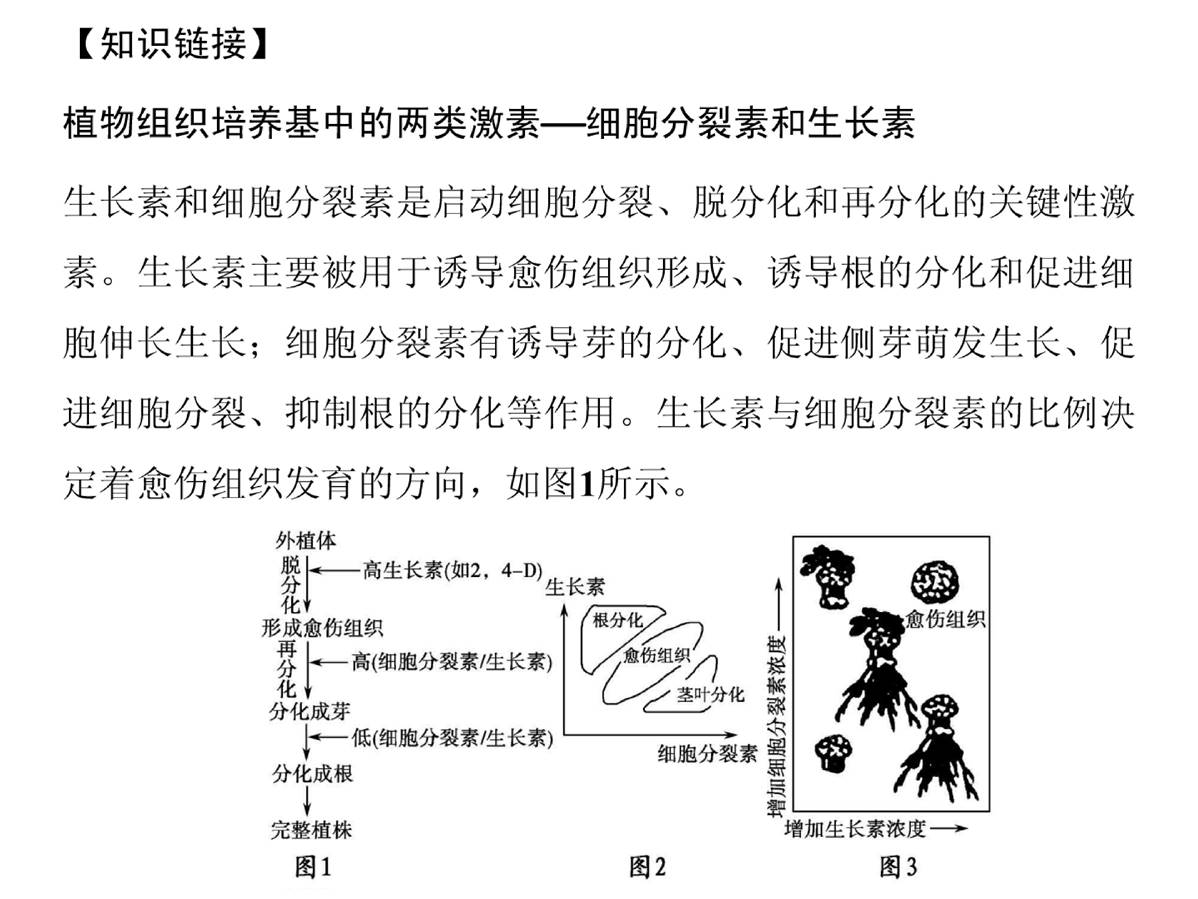 【知识链接】
植物组织培养基中的两类激素——细胞分裂素和生长素
生长素和细胞分裂素是启动细胞分裂、脱分化和再分化的关键性激
素。生长素主要被用于诱导愈伤组织形成、诱导根的分化和促进细
胞伸长生长；细胞分裂素有诱导芽的分化、促进侧芽萌发生长、促
进细胞分裂、抑制根的分化等作用。生长素与细胞分裂素的比例决
定着愈伤组织发育的方向，如图1所示。
外植体
脱分化
高生长素(如2，4-D)
形成愈伤组织
再分化
高(细胞分裂素/生长素)
分化成芽
低(细胞分裂素/生长素)
分化成根
完整植株
图1
生长素
根分化
愈伤组织
茎叶分化
细胞分裂素
图2
增加细胞分裂素浓度
愈伤组织
增加生长素浓度
图3